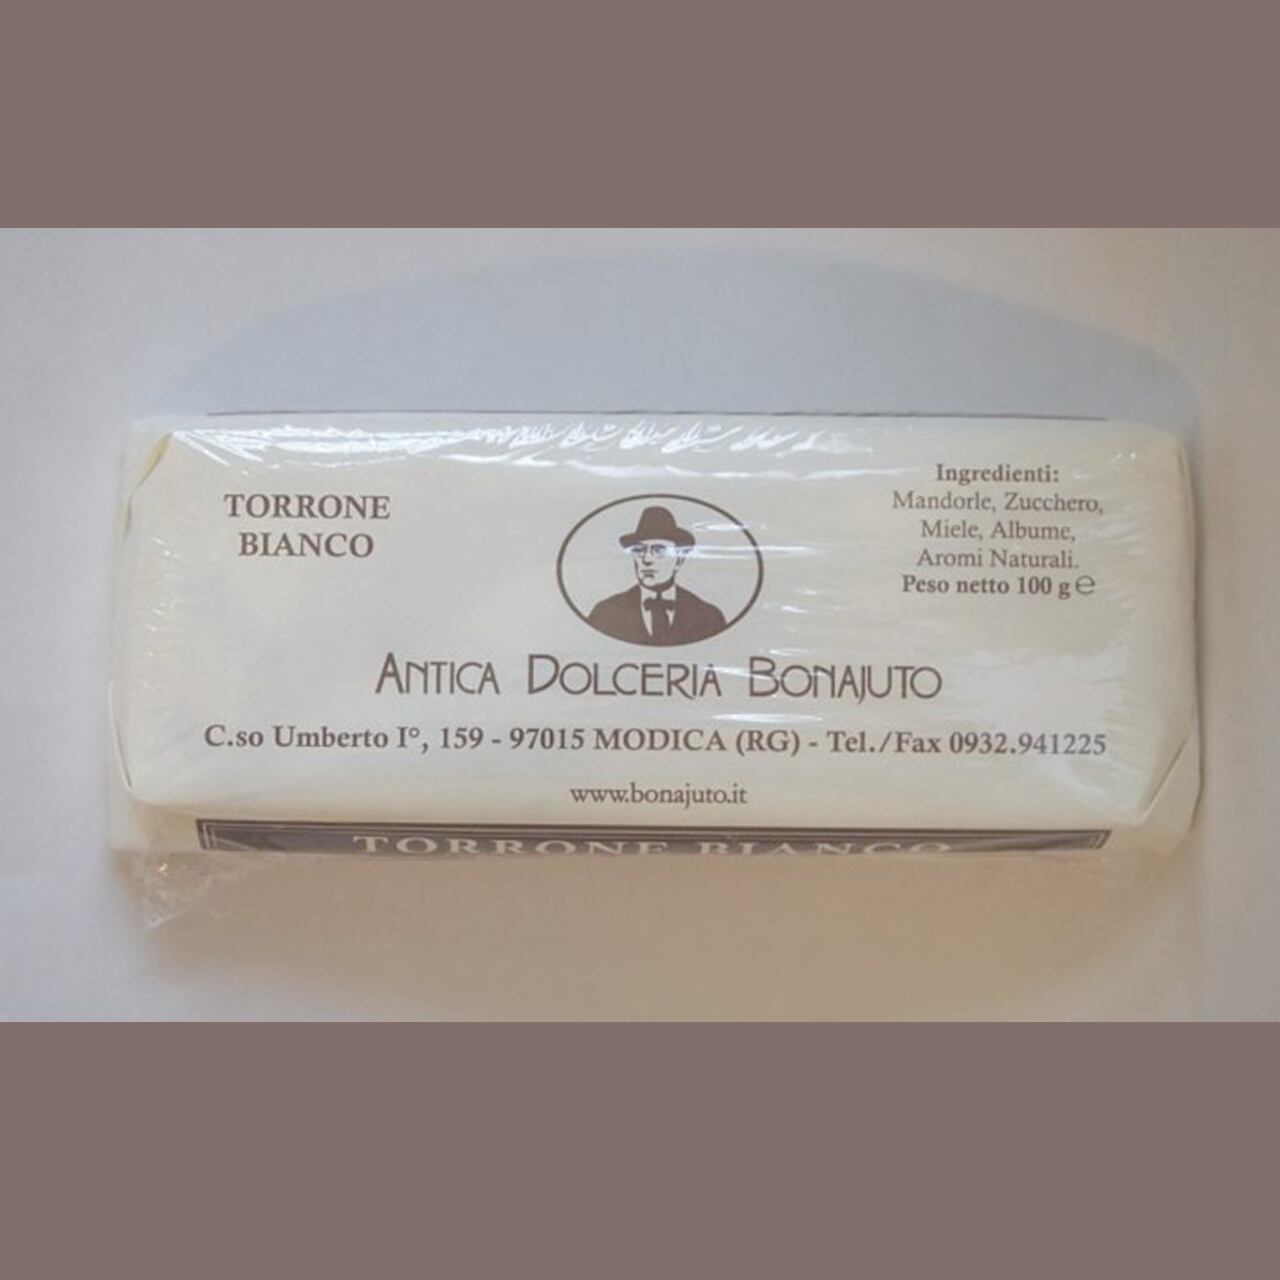 TORRONE
BIANCO
Ingredienti:
Mandorle, Zucchero,
Miele, Albume,
Aromi Naturali.
Peso netto 100 g ℮
ANTICA DOLCERIA BONAJUTO
C.so Umberto I°, 159 - 97015 MODICA (RG) - Tel./Fax 0932.941225
www.bonajuto.it
TORRONE BIANCO